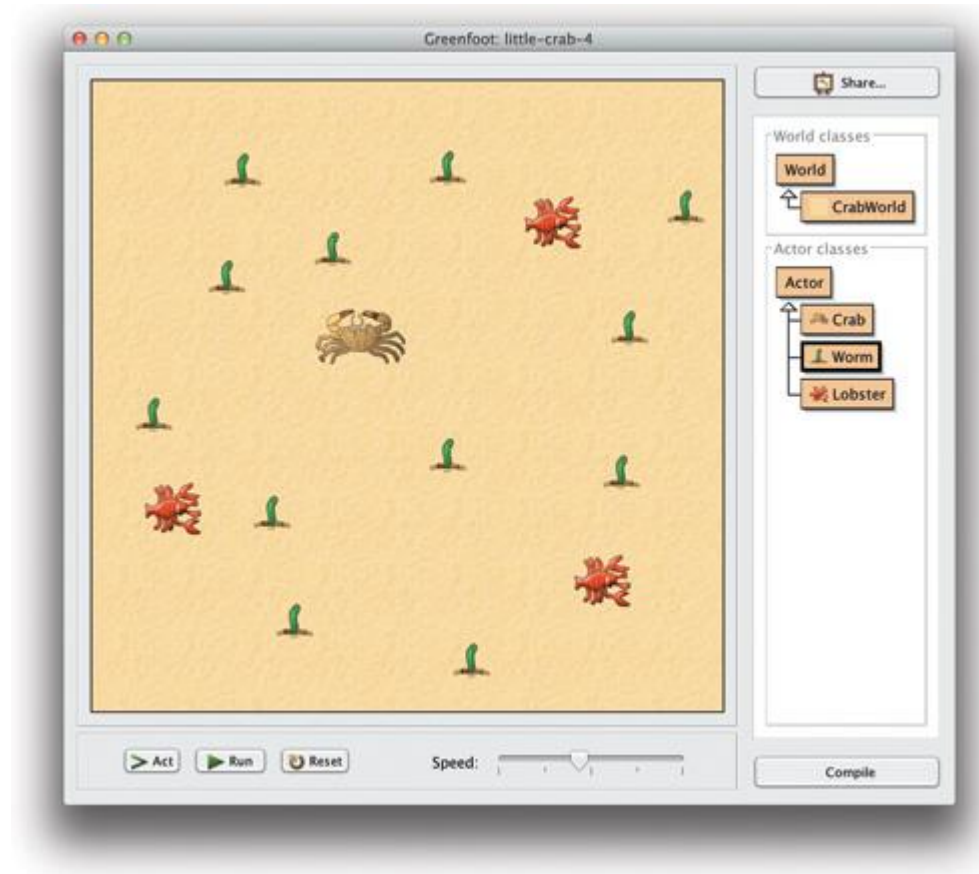 Greenfoot: little-crab-4
Share...
World classes
World
CrabWorld
Actor classes
Actor
Crab
Worm
Lobster
Act
Run
Reset
Speed:
Compile